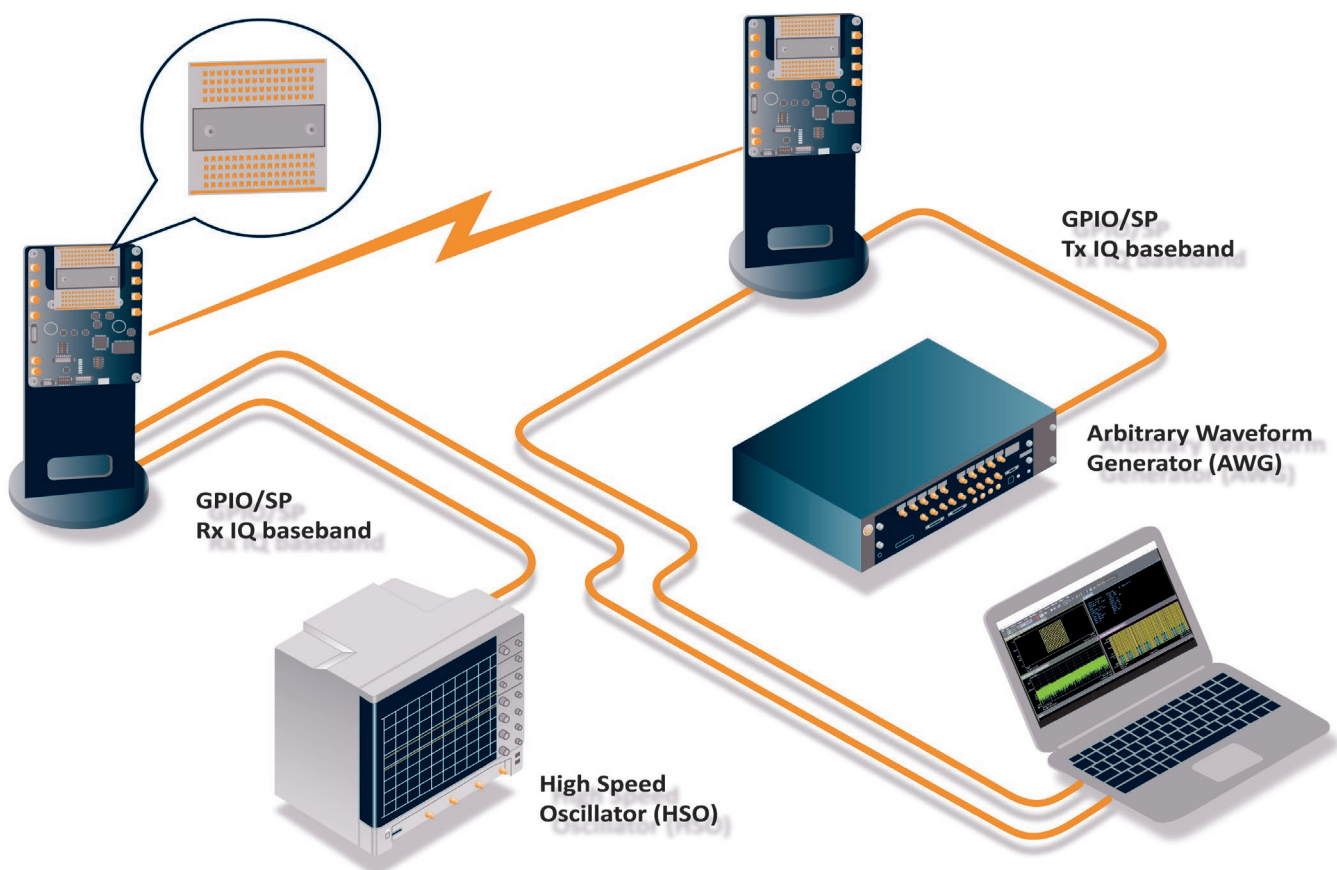 GPIO/SP
Tx IQ baseband
Arbitrary Waveform
Generator (AWG)
GPIO/SP
Rx IQ baseband
High Speed
Oscillator (HSO)